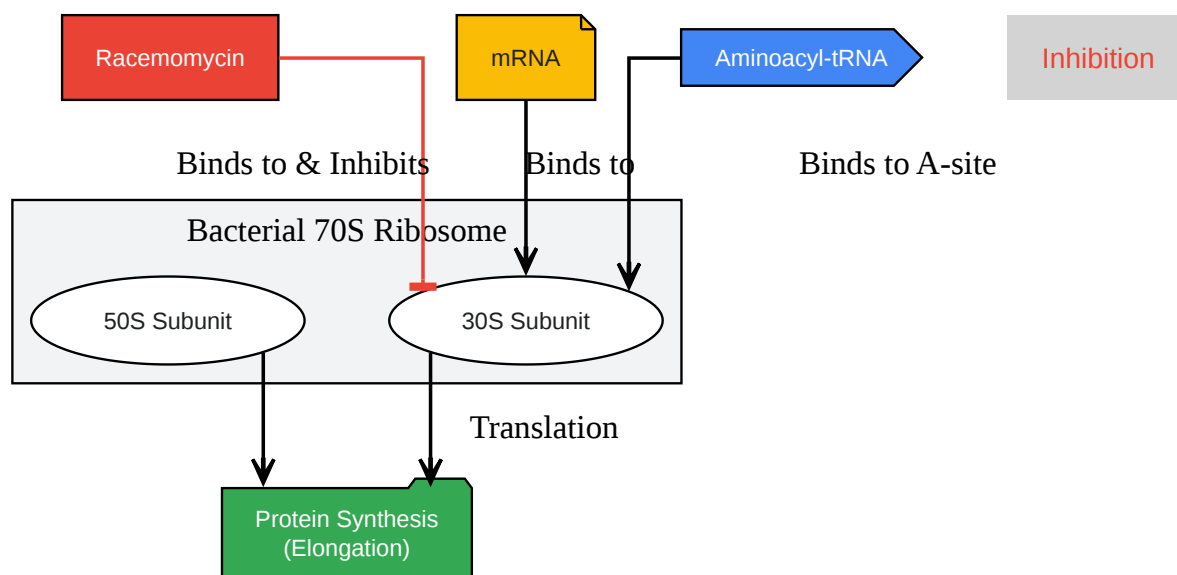 Racemomycin
mRNA
Aminoacyl-tRNA
Inhibition
Binds to & Inhibits
Binds to
Binds to A-site
Bacterial 70S Ribosome
50S Subunit
30S Subunit
Translation
Protein Synthesis
(Elongation)